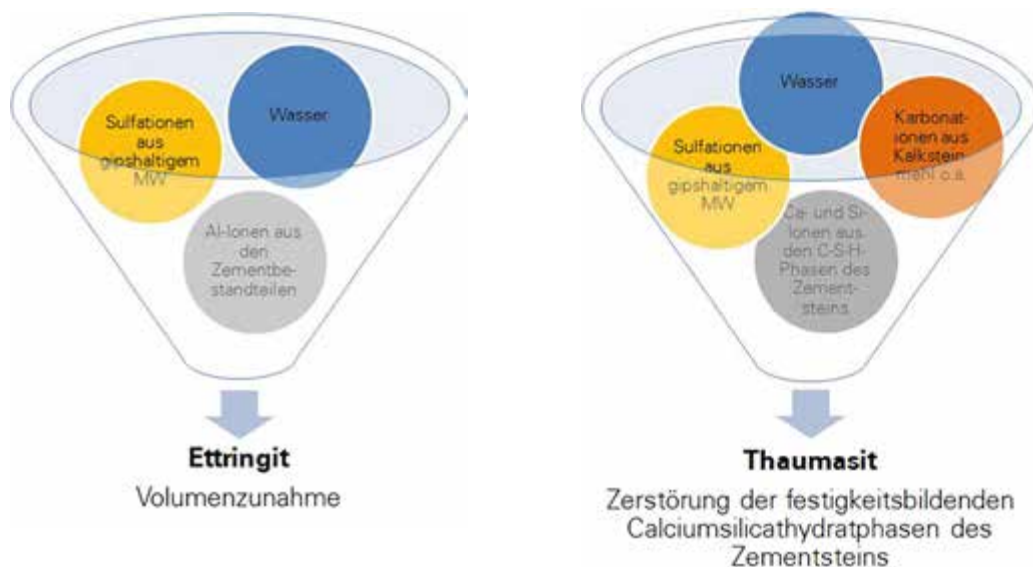 Sulfationen
aus
gipshaltigem
MW
Wasser
Al-Ionen aus
den
Zementbe-
standteilen
Ettringit
Volumenzunahme
Wasser
Sulfationen
aus
gipshaltigem
MW
Karbonat-
ionen aus
Kalkstein
mehl o.ä.
Ca- und Si-
Ionen aus
den C-S-H-
Phasen des
Zement-
steins
Thaumasit
Zerstörung der festigkeitsbildenden
Calciumsilicathydratphasen des
Zementsteins